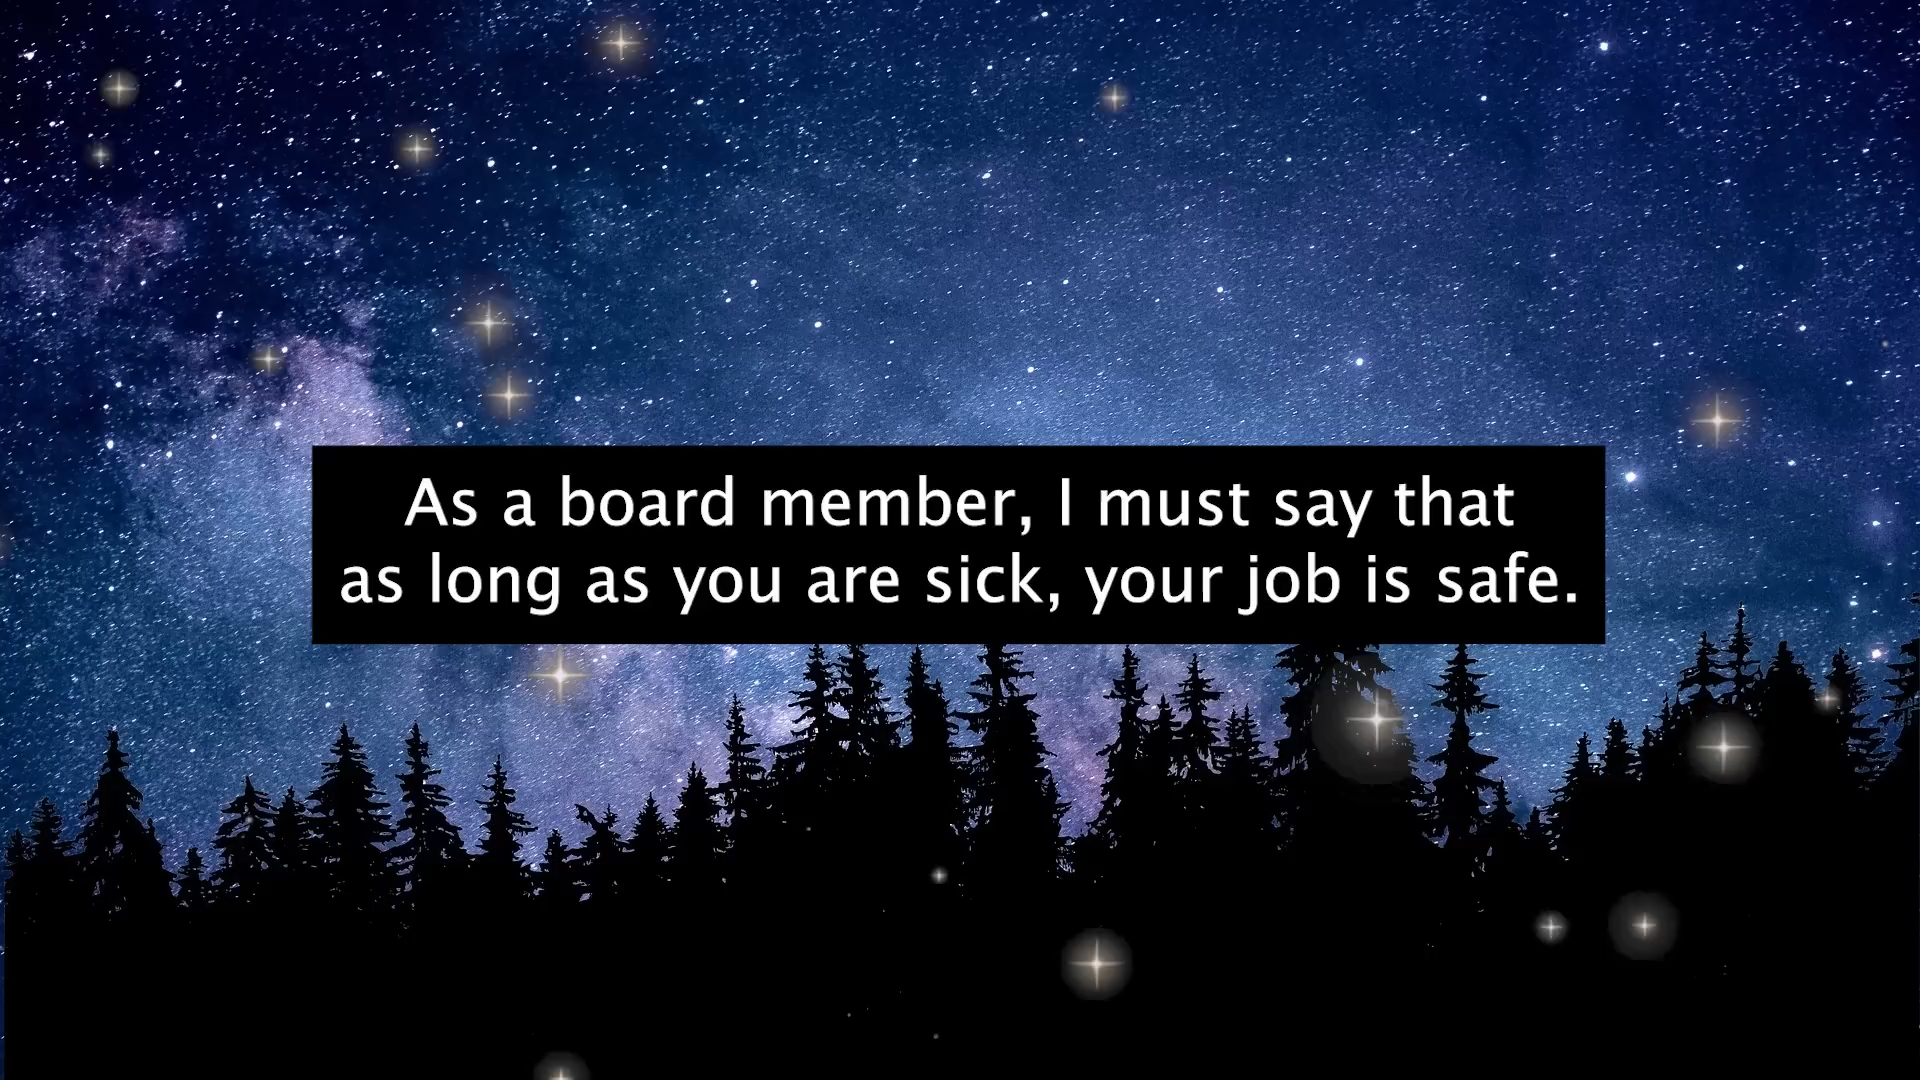 As a board member, I must say that
as long as you are sick, your job is safe.